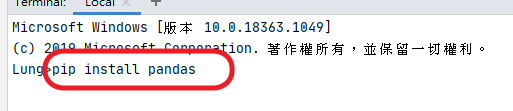 Terminal: Local
Microsoft Windows [版本 10.0.18363.1049]
(c) 2019 Microsoft Corporation. 著作權所有，並保留一切權利。
Lung>pip install pandas